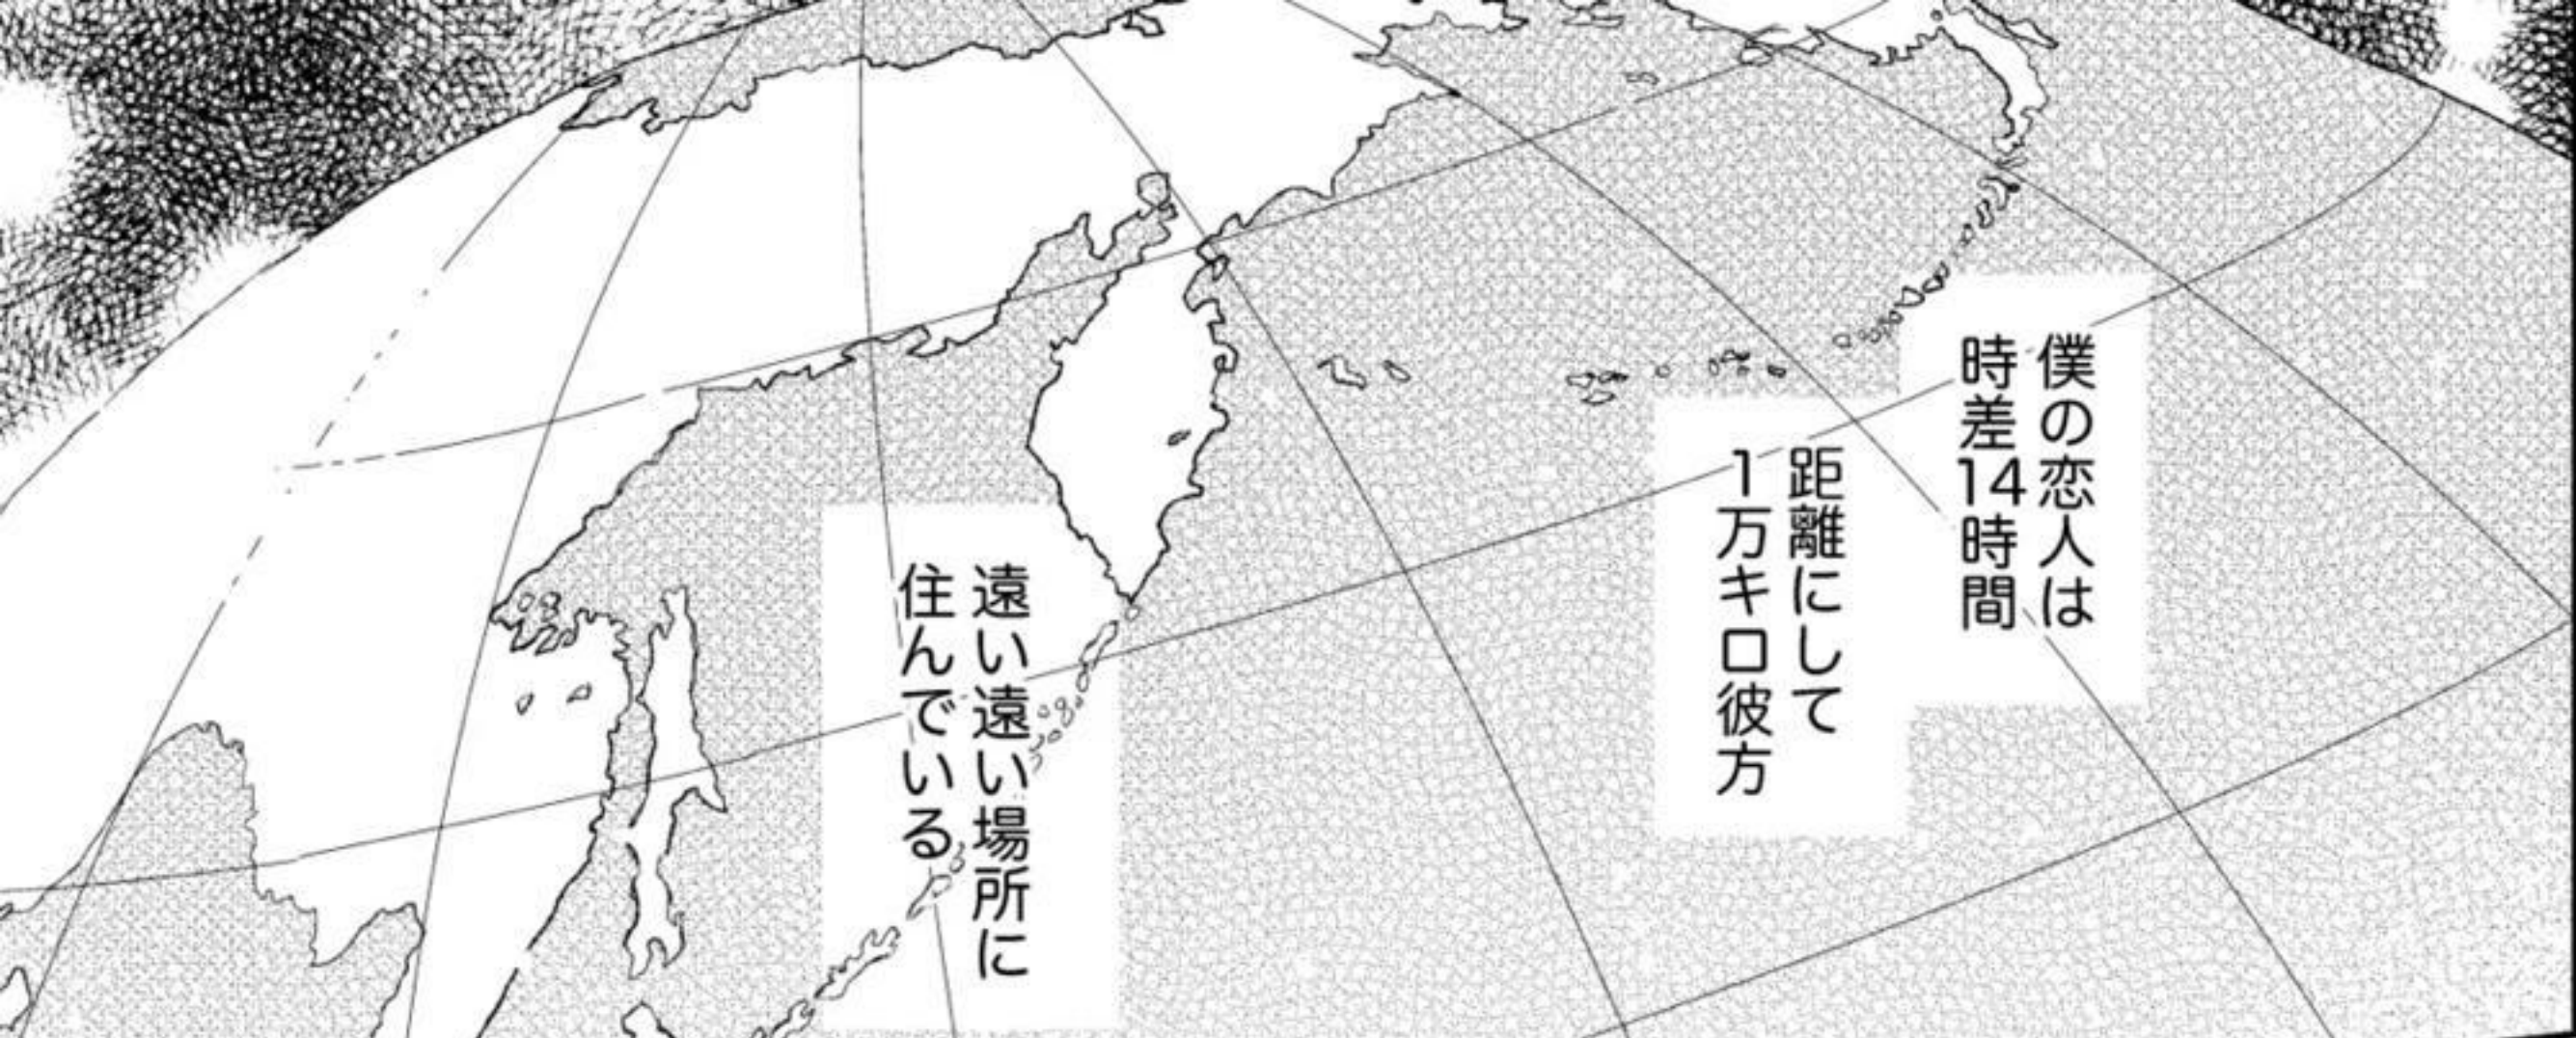 僕の恋人は
時差14時間
距離にして
1万キロ彼方
遠い遠い場所に
住んでいる